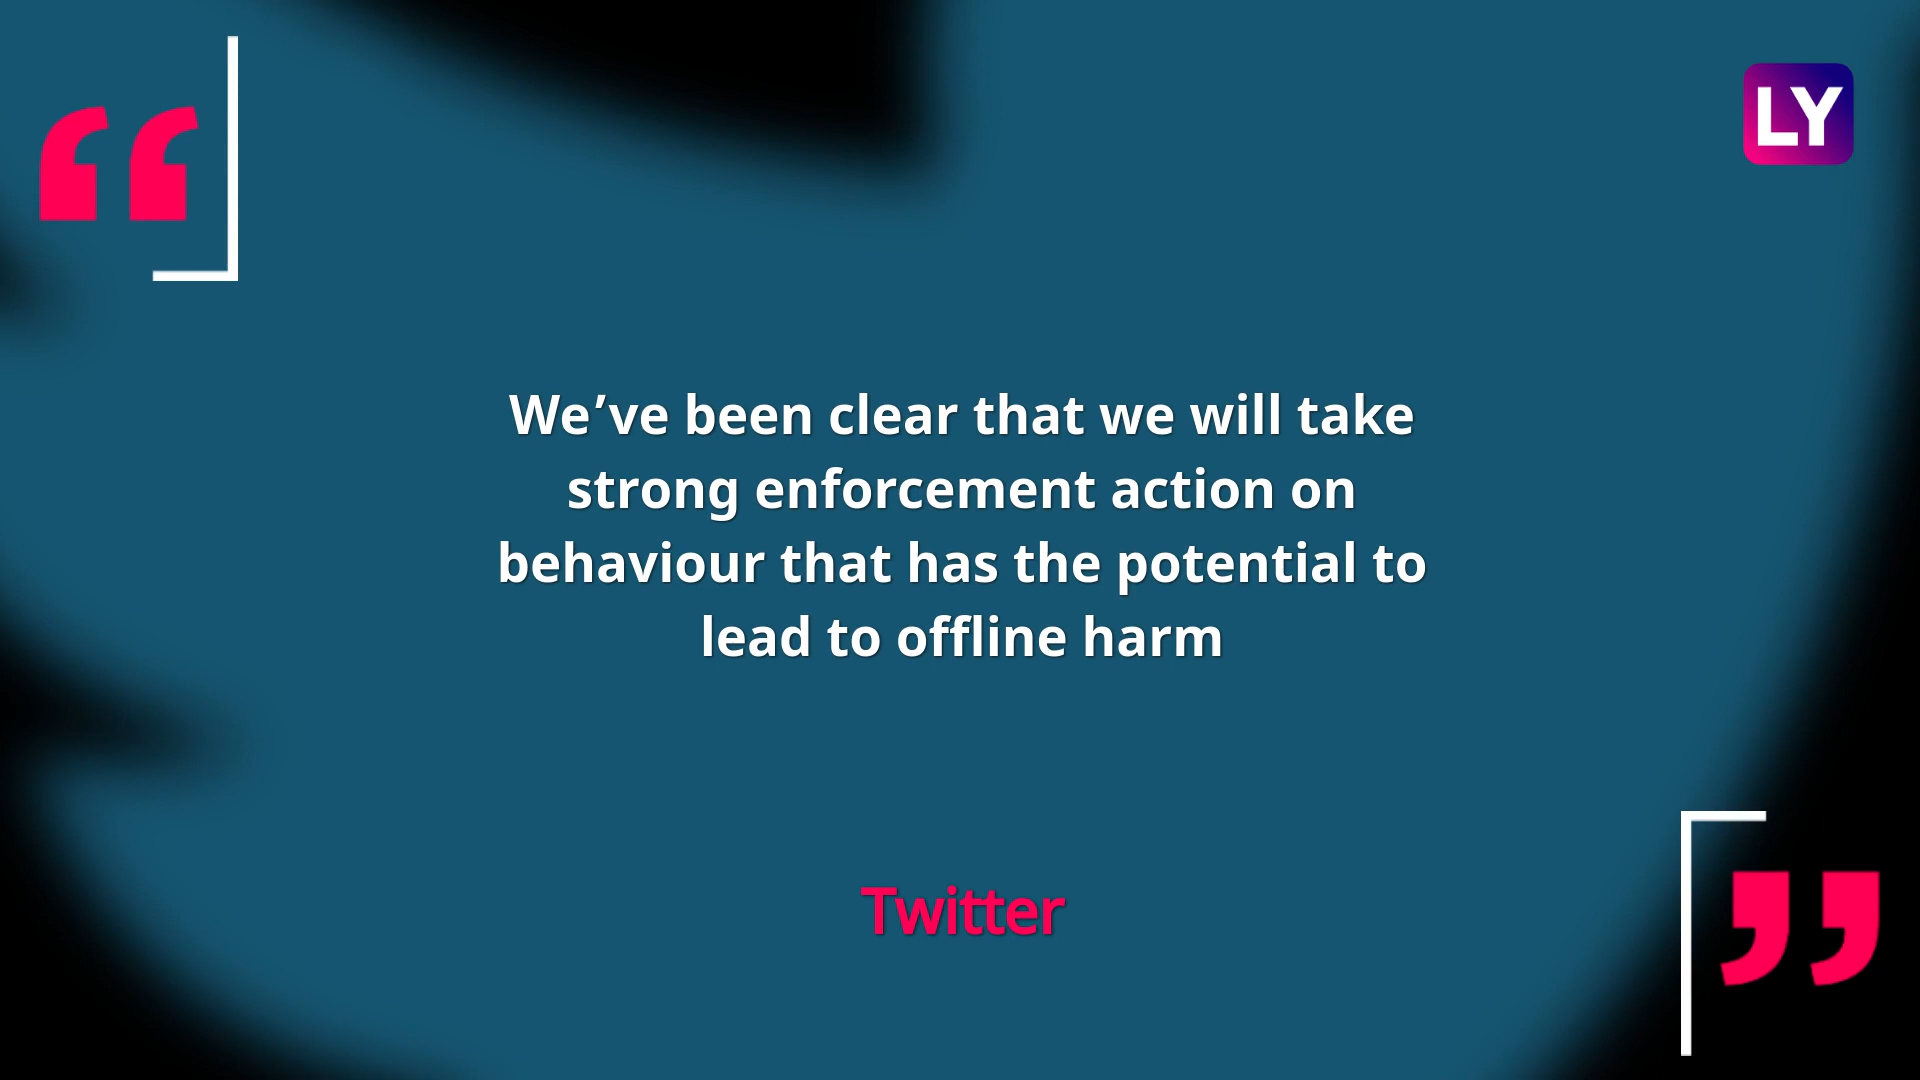 “
LY
We’ve been clear that we will take
strong enforcement action on
behaviour that has the potential to
lead to offline harm
Twitter
”